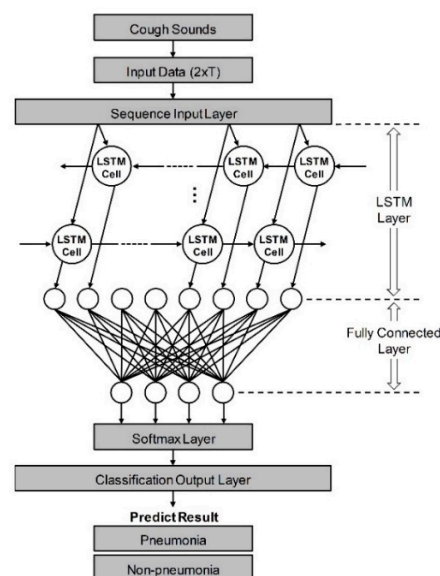 Cough Sounds
Input Data (2xT)
Sequence Input Layer
LSTM
Cell
LSTM
Cell
LSTM
Cell
LSTM
Cell
LSTM
Cell
LSTM
Cell
LSTM
Layer
Fully Connected
Layer
Softmax Layer
Classification Output Layer
Predict Result
Pneumonia
Non-pneumonia